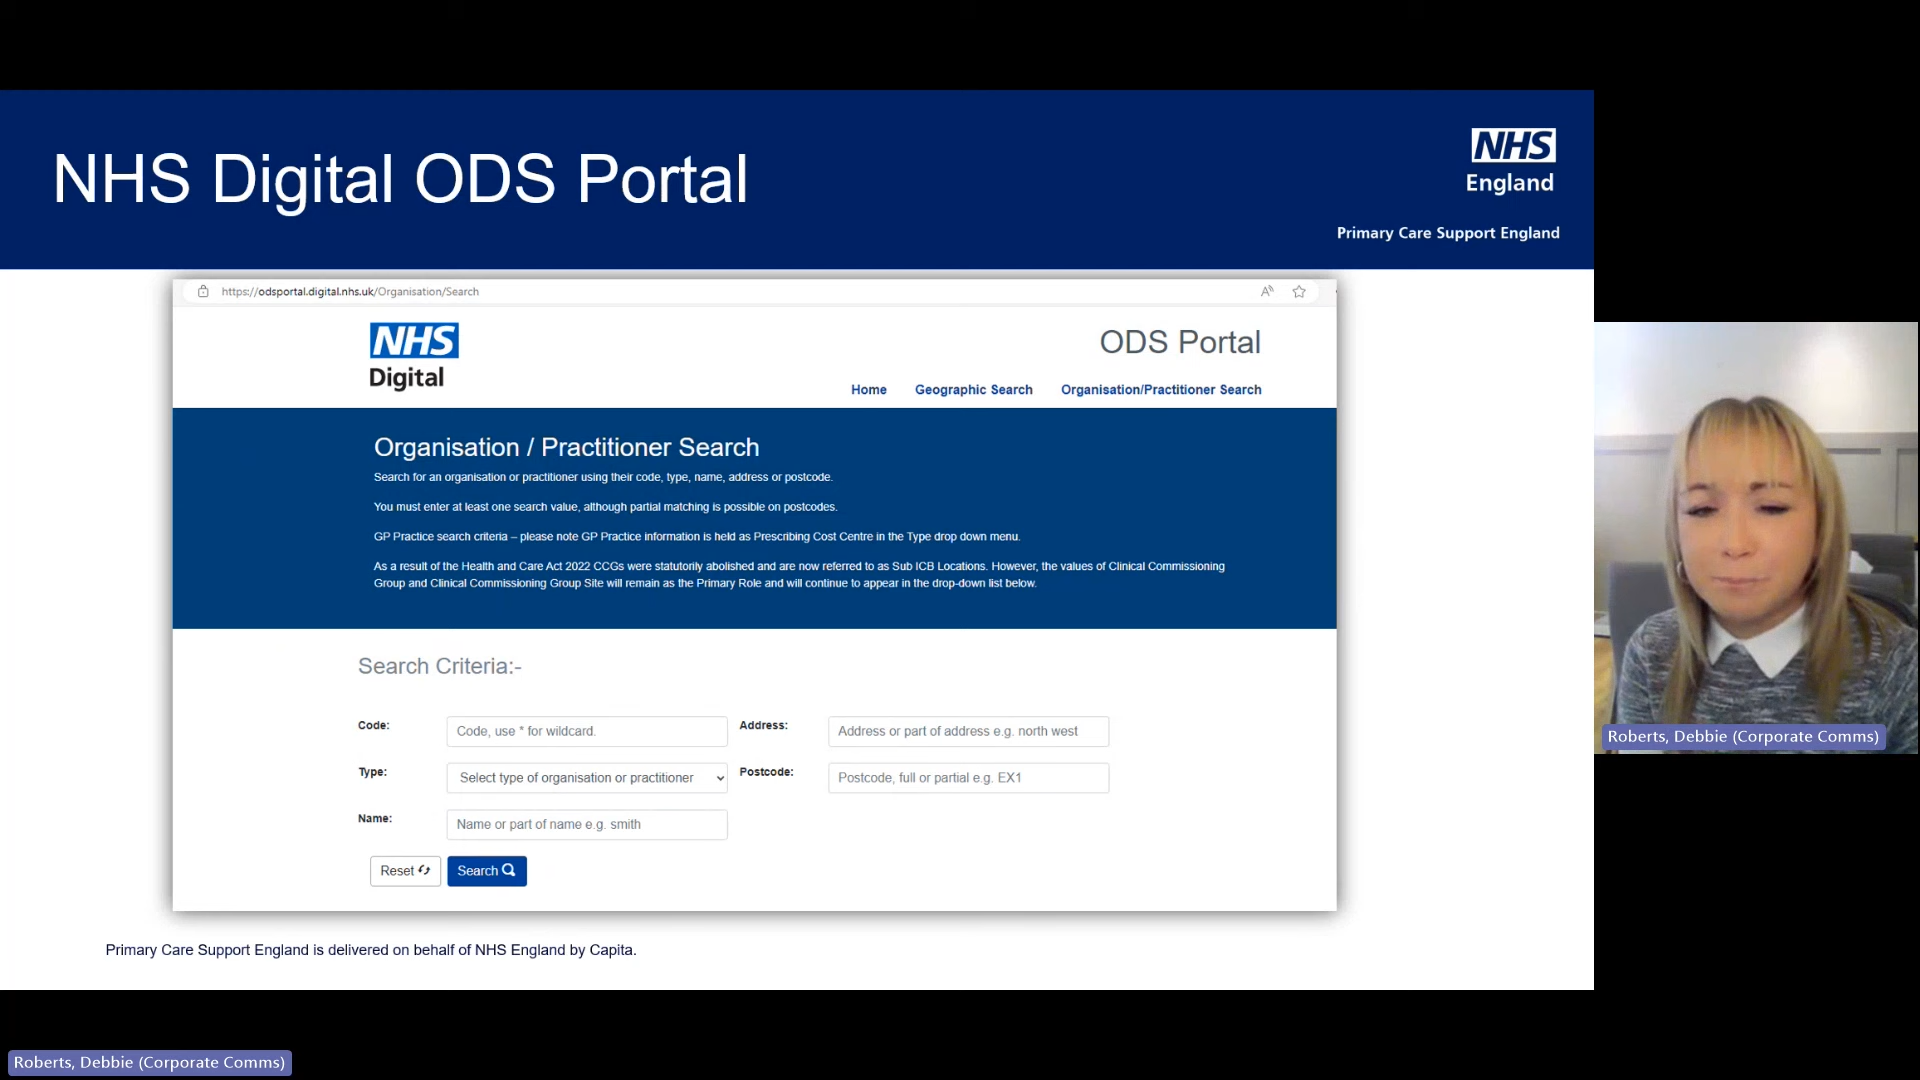 NHS Digital ODS Portal
NHS
England
Primary Care Support England
https://odsportal.digital.nhs.uk/Organisation/Search
NHS
Digital
ODS Portal
Home Geographic Search Organisation/Practitioner Search
Organisation / Practitioner Search
Search for an organisation or practitioner using their code, type, name, address or postcode.
You must enter at least one search value, although partial matching is possible on postcodes.
GP Practice search criteria – please note GP Practice information is held as Prescribing Cost Centre in the Type drop down menu.
As a result of the Health and Care Act 2022 CCGs were statutorily abolished and are now referred to as Sub ICB Locations. However, the values of Clinical Commissioning
Group and Clinical Commissioning Group Site will remain as the Primary Role and will continue to appear in the drop-down list below.
Search Criteria:-
Code: Code, use * for wildcard. Address: Address or part of address e.g. north west
Type: Select type of organisation or practitioner Postcode: Postcode, full or partial e.g. EX1
Name: Name or part of name e.g. smith
Reset Search
Primary Care Support England is delivered on behalf of NHS England by Capita.
Roberts, Debbie (Corporate Comms)
Roberts, Debbie (Corporate Comms)